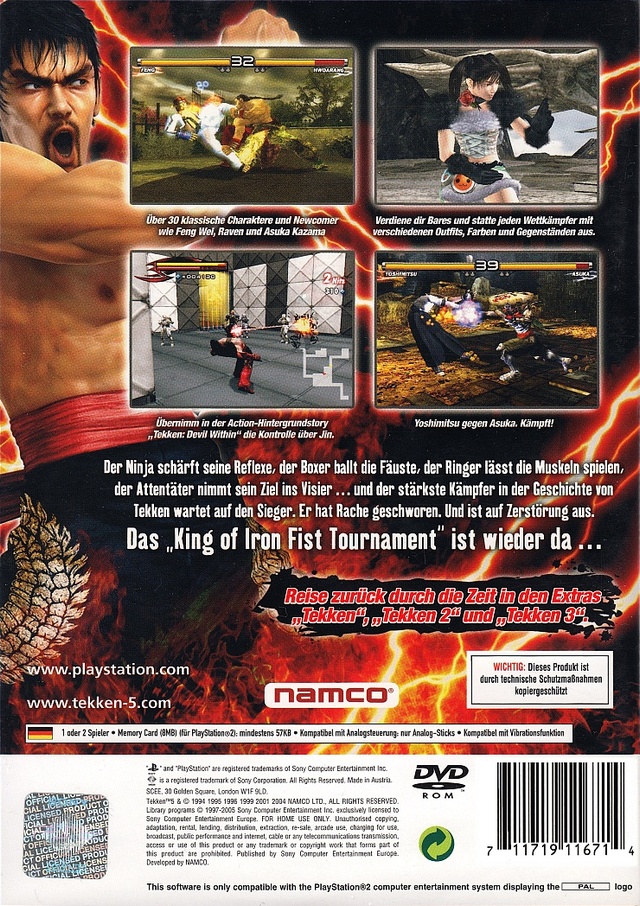 32
FENG
HWOARANG
Über 30 klassische Charaktere und Newcomer
wie Feng Wei, Raven und Asuka Kazama
Verdiene dir Bares und statte jeden Wettkämpfer mit
verschiedenen Outfits, Farben und Gegenständen aus.
39
YOSHIMITSU
ASUKA
Übernimm in der Action-Hintergrundstory
„Tekken: Devil Within" die Kontrolle über Jin.
Yoshimitsu gegen Asuka. Kämpft!
Der Ninja schärft seine Reflexe, der Boxer ballt die Fäuste, der Ringer lässt die Muskeln spielen,
der Attentäter nimmt sein Ziel ins Visier ... und der stärkste Kämpfer in der Geschichte von
Tekken wartet auf den Sieger. Er hat Rache geschworen. Und ist auf Zerstörung aus.
Das „King of Iron Fist Tournament" ist wieder da ...
Reise zurück durch die Zeit in den Extras
„Tekken", „Tekken 2" und „Tekken 3".
www.playstation.com
www.tekken-5.com
namco®
WICHTIG: Dieses Produkt ist
durch technische Schutzmaßnahmen
kopiergeschützt
1 oder 2 Spieler • Memory Card (8MB) (für PlayStation®2): mindestens 57KB • Kompatibel mit Analogsteuerung: nur Analog-Sticks • Kompatibel mit Vibrationsfunktion
" and "PlayStation" are registered trademarks of Sony Computer Entertainment Inc.
is a registered trademark of Sony Corporation. All Rights Reserved. Made in Austria.
SCEE, 30 Golden Square, London W1F 9LD.
Tekken™5 & © 1994 1995 1996 1999 2001 2004 NAMCO LTD., ALL RIGHTS RESERVED.
Library programs © 1997-2005 Sony Computer Entertainment Inc. exclusively licensed to
Sony Computer Entertainment Europe. FOR HOME USE ONLY. Unauthorised copying,
adaptation, rental, lending, distribution, extraction, re-sale, arcade use, charging for use,
broadcast, public performance and internet, cable or any telecommunications transmission,
access or use of this product or any trademark or copyright work that forms part of
this product are prohibited. Published by Sony Computer Entertainment Europe.
Developed by NAMCO.
DVD
ROM
OFFICIAL LICENSED PRODUCT
7 11719 11671 4
This software is only compatible with the PlayStation®2 computer entertainment system displaying the PAL logo